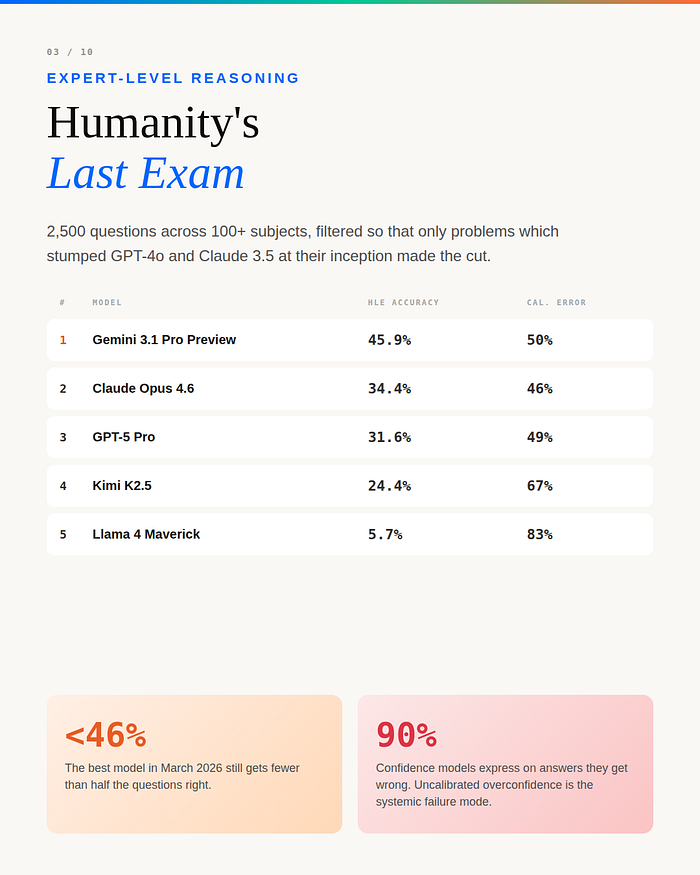 03 / 10
EXPERT-LEVEL REASONING
Humanity's
Last Exam
2,500 questions across 100+ subjects, filtered so that only problems which
stumped GPT-4o and Claude 3.5 at their inception made the cut.
# MODEL HLE ACCURACY CAL. ERROR
1 Gemini 3.1 Pro Preview 45.9% 50%
2 Claude Opus 4.6 34.4% 46%
3 GPT-5 Pro 31.6% 49%
4 Kimi K2.5 24.4% 67%
5 Llama 4 Maverick 5.7% 83%
<46%
The best model in March 2026 still gets fewer
than half the questions right.
90%
Confidence models express on answers they get
wrong. Uncalibrated overconfidence is the
systemic failure mode.